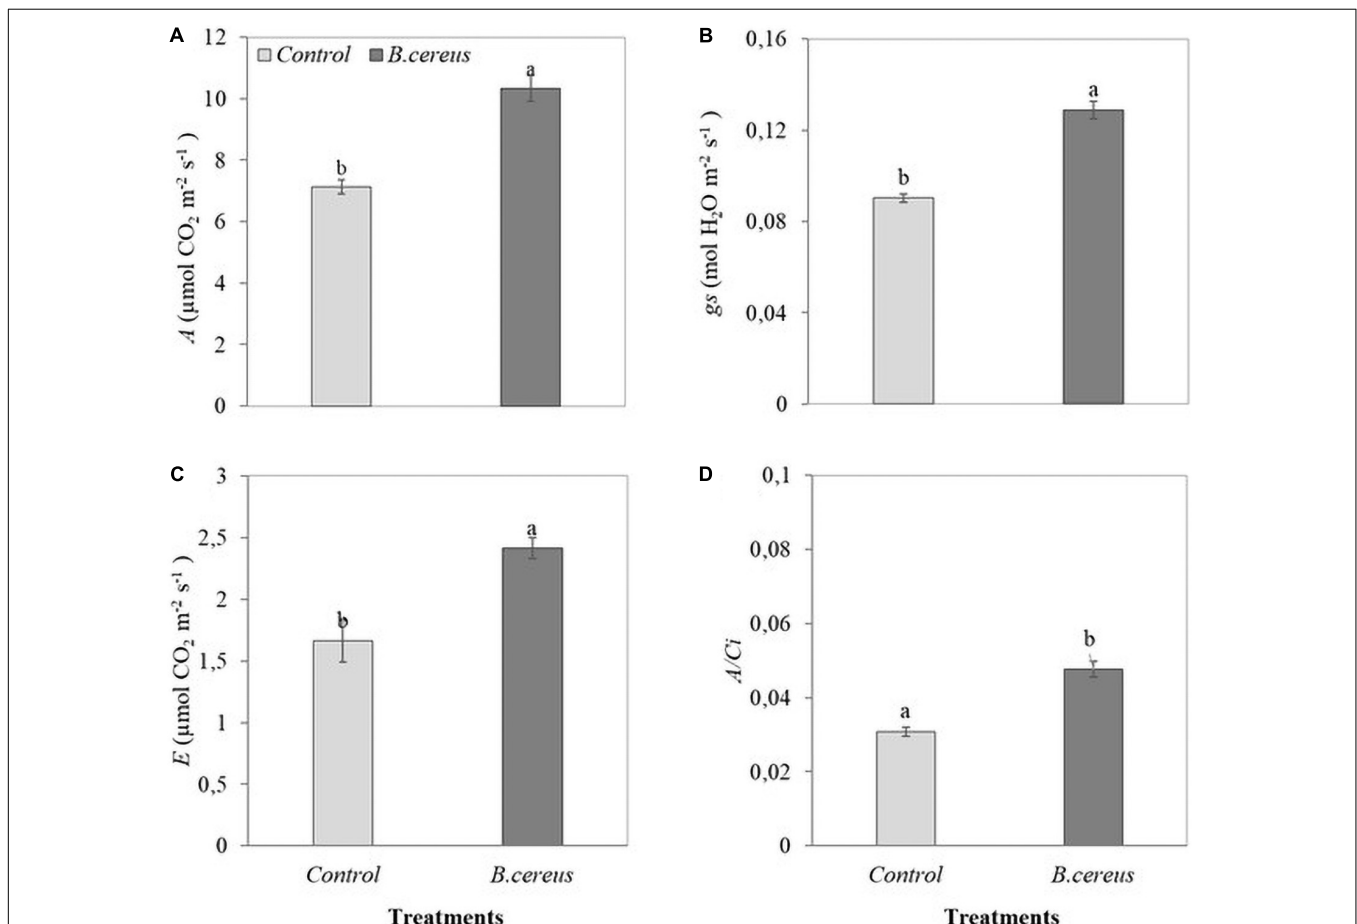 A
12
10
8
6
4
2
0
A (μmol CO₂ m⁻² s⁻¹ )
Control B.cereus
b
a
B
0,16
0,12
0,08
0,04
0
gs (mol H₂O m⁻² s⁻¹ )
b
a
C
3
2,5
2
1,5
1
0,5
0
E (μmol CO₂ m⁻² s⁻¹ )
b
a
Control B.cereus
Treatments
D
0,1
0,08
0,06
0,04
0,02
0
A/Ci
a
b
Control B.cereus
Treatments